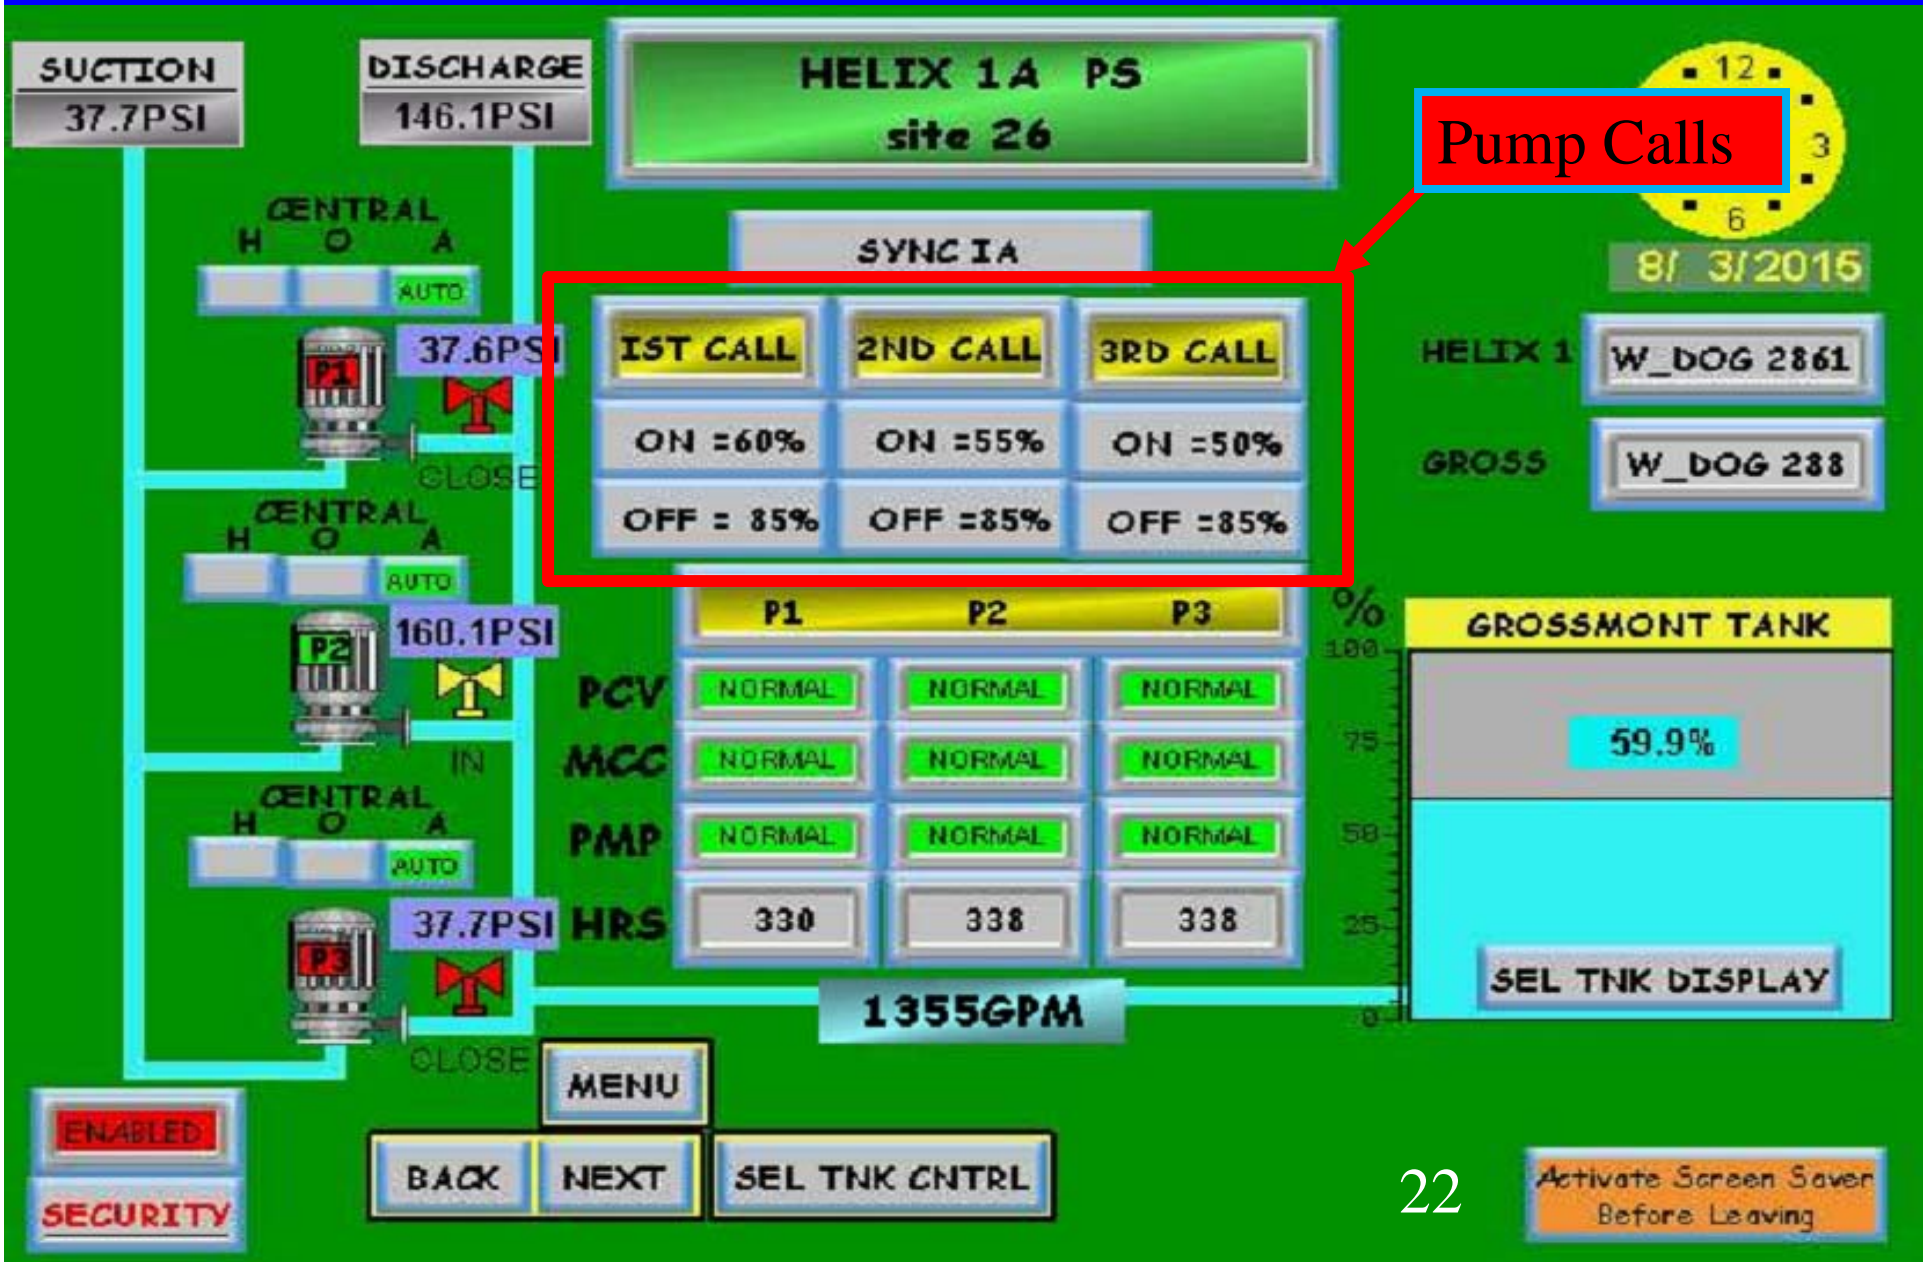 SUCTION
37.7PSI
DISCHARGE
146.1PSI
HELIX 1A PS
site 26
Pump Calls
12
3
6
8/ 3/2015
SYNC IA
CENTRAL
H O A
AUTO
P1
37.6PSI
CLOSE
IST CALL 2ND CALL 3RD CALL
ON =60% ON =55% ON =50%
OFF = 85% OFF =85% OFF =85%
HELIX 1 W_DOG 2861
GROSS W_DOG 288
CENTRAL
H O A
AUTO
P2
160.1PSI
IN
P1 P2 P3
PCV NORMAL NORMAL NORMAL
MCC NORMAL NORMAL NORMAL
PMP NORMAL NORMAL NORMAL
HRS 330 338 338
%
100
75
50
25
0
GROSSMONT TANK
59.9%
SEL TNK DISPLAY
CENTRAL
H O A
AUTO
P3
37.7PSI
CLOSE
1355GPM
MENU
BACK NEXT SEL TNK CNTRL
ENABLED
SECURITY
22
Activate Screen Saver
Before Leaving